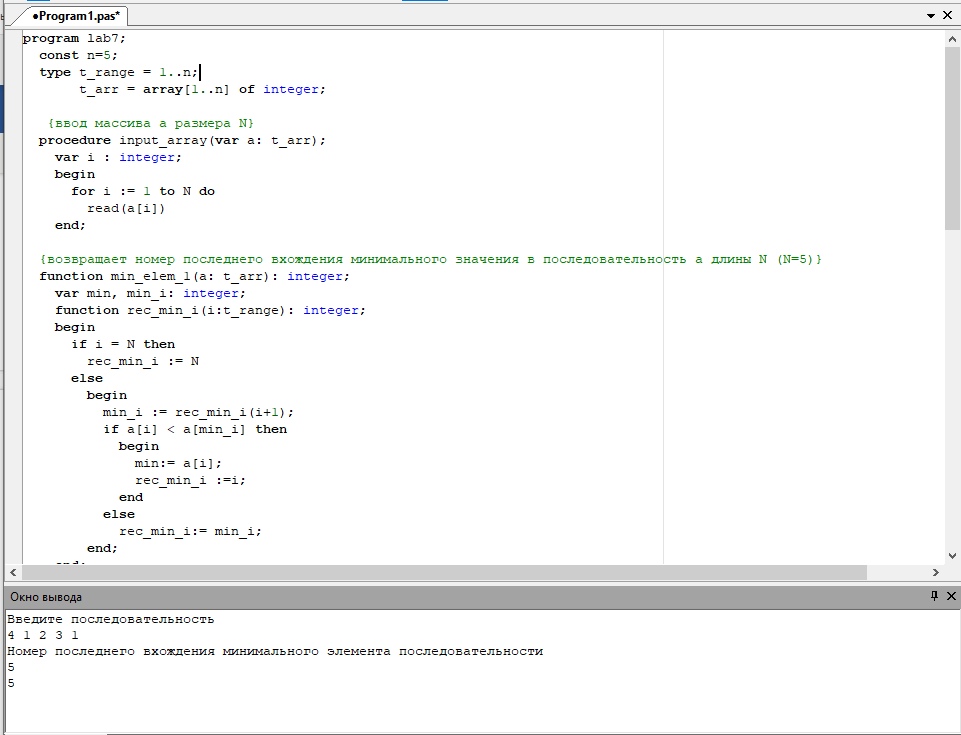 •Program1.pas*
program lab7;
const n=5;
type t_range = 1..n;
t_arr = array[1..n] of integer;
{ввод массива a размера N}
procedure input_array(var a: t_arr);
var i : integer;
begin
for i := 1 to N do
read(a[i])
end;
{возвращает номер последнего вхождения минимального значения в последовательность a длины N (N=5)}
function min_elem_1(a: t_arr): integer;
var min, min_i: integer;
function rec_min_i(i:t_range): integer;
begin
if i = N then
rec_min_i := N
else
begin
min_i := rec_min_i(i+1);
if a[i] < a[min_i] then
begin
min:= a[i];
rec_min_i :=i;
end
else
rec_min_i:= min_i;
end;
end;
Окно вывода
Введите последовательность
4 1 2 3 1
Номер последнего вхождения минимального элемента последовательности
5
5